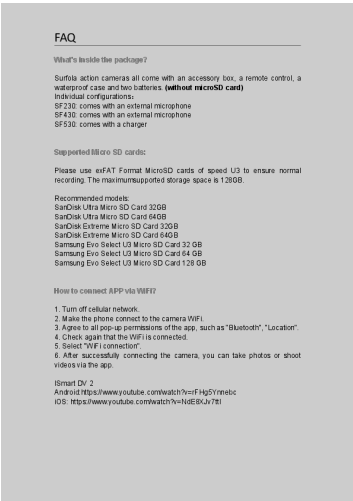 FAQ
What's inside the package?
Surfola action cameras all come with an accessory box, a remote control, a
waterproof case and two batteries. (without microSD card)
Individual configurations:
SF230: comes with an external microphone
SF430: comes with an external microphone
SF530: comes with a charger
Supported Micro SD cards:
Please use exFAT Format MicroSD cards of speed U3 to ensure normal
recording. The maximumsupported storage space is 128GB.
Recommended models:
SanDisk Ultra Micro SD Card 32GB
SanDisk Ultra Micro SD Card 64GB
SanDisk Extreme Micro SD Card 32GB
SanDisk Extreme Micro SD Card 64GB
Samsung Evo Select U3 Micro SD Card 32 GB
Samsung Evo Select U3 Micro SD Card 64 GB
Samsung Evo Select U3 Micro SD Card 128 GB
How to connect APP via WiFi?
1. Turn off cellular network.
2. Make the phone connect to the camera WiFi.
3. Agree to all pop-up permissions of the app, such as "Bluetooth", "Location".
4. Check again that the WiFi is connected.
5. Select "WiFi connection".
6. After successfully connecting the camera, you can take photos or shoot
videos via the app.
ISmart DV 2
Android:https://www.youtube.com/watch?v=rFHg5Ynnebc
iOS: https://www.youtube.com/watch?v=NdE8XJv7ttI